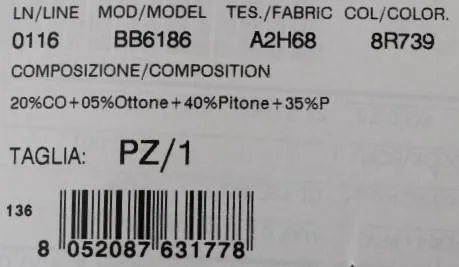 LN/LINE MOD/MODEL TES./FABRIC COL/COLOR.
0116 BB6186 A2H68 8R739
COMPOSIZIONE/COMPOSITION
20%CO+05%Ottone+40%Pitone+35%P
TAGLIA: PZ/1
136
8 052087 631778